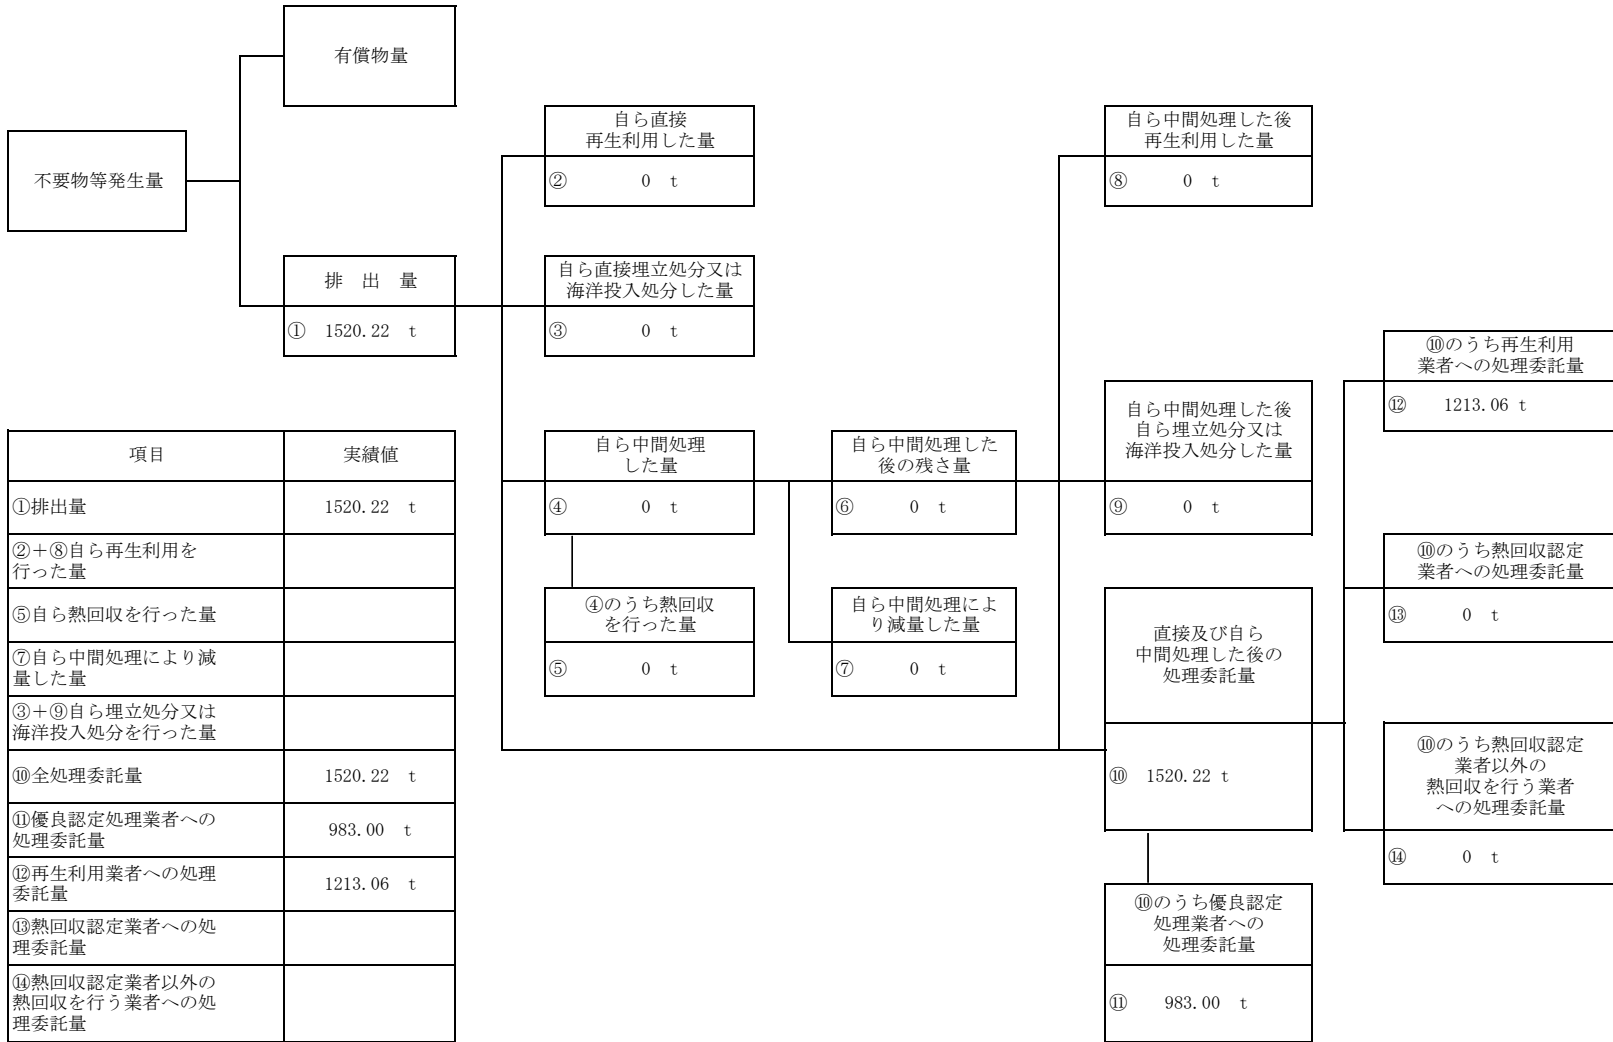 有償物量
不要物等発生量
排　出　量
① 1520.22 t
自ら直接
再生利用した量
② 0 t
自ら直接埋立処分又は
海洋投入処分した量
③ 0 t
自ら中間処理
した量
④ 0 t
④のうち熱回収
を行った量
⑤ 0 t
自ら中間処理した
後の残さ量
⑥ 0 t
自ら中間処理によ
り減量した量
⑦ 0 t
自ら中間処理した後
再生利用した量
⑧ 0 t
自ら中間処理した後
自ら埋立処分又は
海洋投入処分した量
⑨ 0 t
直接及び自ら
中間処理した後の
処理委託量
⑩ 1520.22 t
⑩のうち優良認定
処理業者への
処理委託量
⑪ 983.00 t
⑩のうち再生利用
業者への処理委託量
⑫ 1213.06 t
⑩のうち熱回収認定
業者への処理委託量
⑬ 0 t
⑩のうち熱回収認定
業者以外の
熱回収を行う業者
への処理委託量
⑭ 0 t
項目 実績値
①排出量 1520.22 t
②＋⑧自ら再生利用を
行った量
⑤自ら熱回収を行った量
⑦自ら中間処理により減
量した量
③＋⑨自ら埋立処分又は
海洋投入処分を行った量
⑩全処理委託量 1520.22 t
⑪優良認定処理業者への
処理委託量 983.00 t
⑫再生利用業者への処理
委託量 1213.06 t
⑬熱回収認定業者への処
理委託量
⑭熱回収認定業者以外の
熱回収を行う業者への処
理委託量